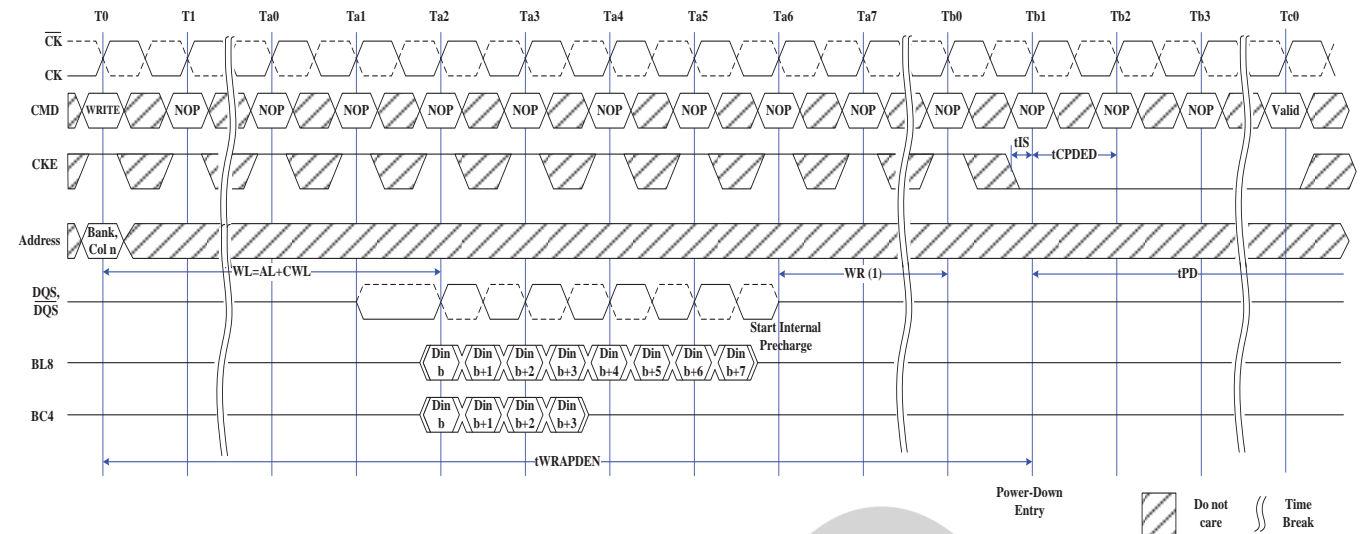 T0 T1 Ta0 Ta1 Ta2 Ta3 Ta4 Ta5 Ta6 Ta7 Tb0 Tb1 Tb2 Tb3 Tc0
CK
CK
CMD WRITE NOP NOP NOP NOP NOP NOP NOP NOP NOP NOP NOP NOP NOP Valid
tIS
CKE tCPDED
Address Bank,
Col n
WL=AL+CWL WR (1) tPD
DQS,
DQS
Start Internal
Precharge
BL8 Din Din Din Din Din Din Din Din
b b+1 b+2 b+3 b+4 b+5 b+6 b+7
BC4 Din Din Din Din
b b+1 b+2 b+3
tWRAPDEN
Power-Down
Entry
Do not
care
Time
Break